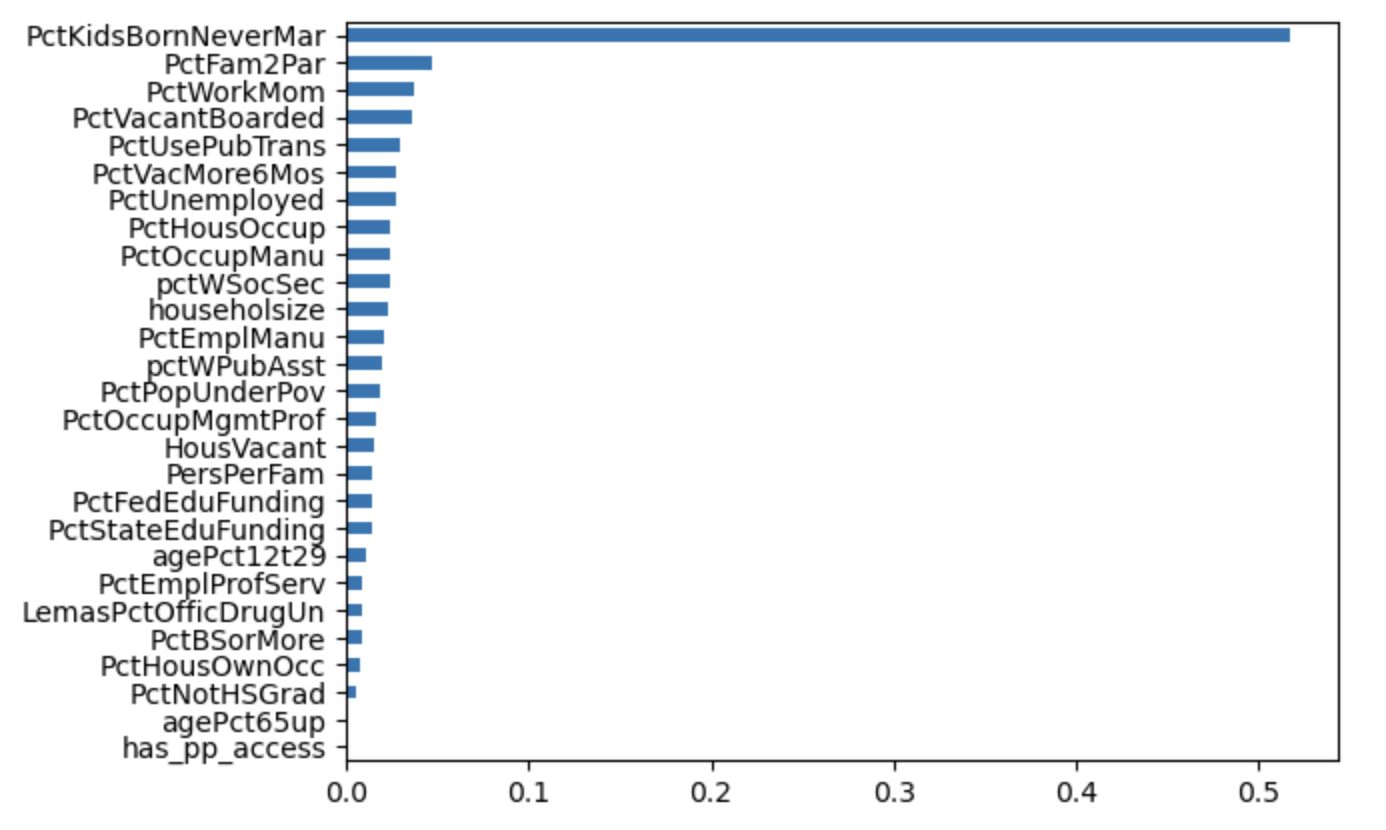 PctKidsBornNeverMar
PctFam2Par
PctWorkMom
PctVacantBoarded
PctUsePubTrans
PctVacMore6Mos
PctUnemployed
PctHousOccup
PctOccupManu
pctWSocSec
householsize
PctEmplManu
pctWPubAsst
PctPopUnderPov
PctOccupMgmtProf
HousVacant
PersPerFam
PctFedEduFunding
PctStateEduFunding
agePct12t29
PctEmplProfServ
LemasPctOfficDrugUn
PctBSorMore
PctHousOwnOcc
PctNotHSGrad
agePct65up
has_pp_access
0.0 0.1 0.2 0.3 0.4 0.5